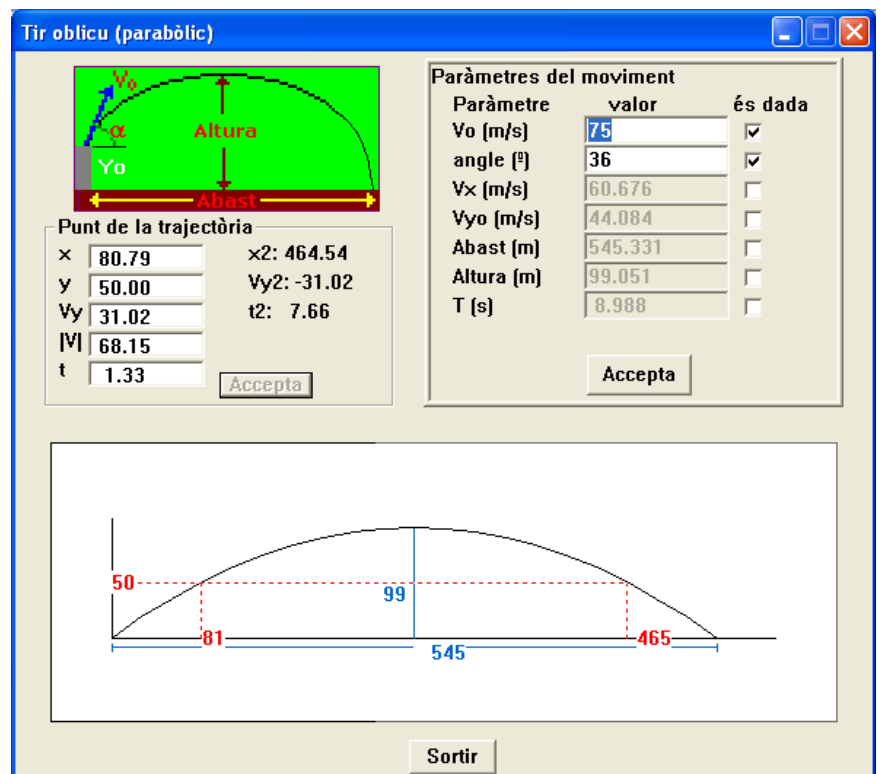 Tir oblicu (parabòlic)
Vo
α
Altura
Yo
Abast
Punt de la trajectòria
x 80.79 x2: 464.54
y 50.00 Vy2: -31.02
Vy 31.02 t2: 7.66
|V| 68.15
t 1.33
Accepta
Paràmetres del moviment
Paràmetre valor és dada
Vo (m/s) 75
angle (º) 36
Vx (m/s) 60.676
Vyo (m/s) 44.084
Abast (m) 545.331
Altura (m) 99.051
T (s) 8.988
Accepta
50
99
81
465
545
Sortir